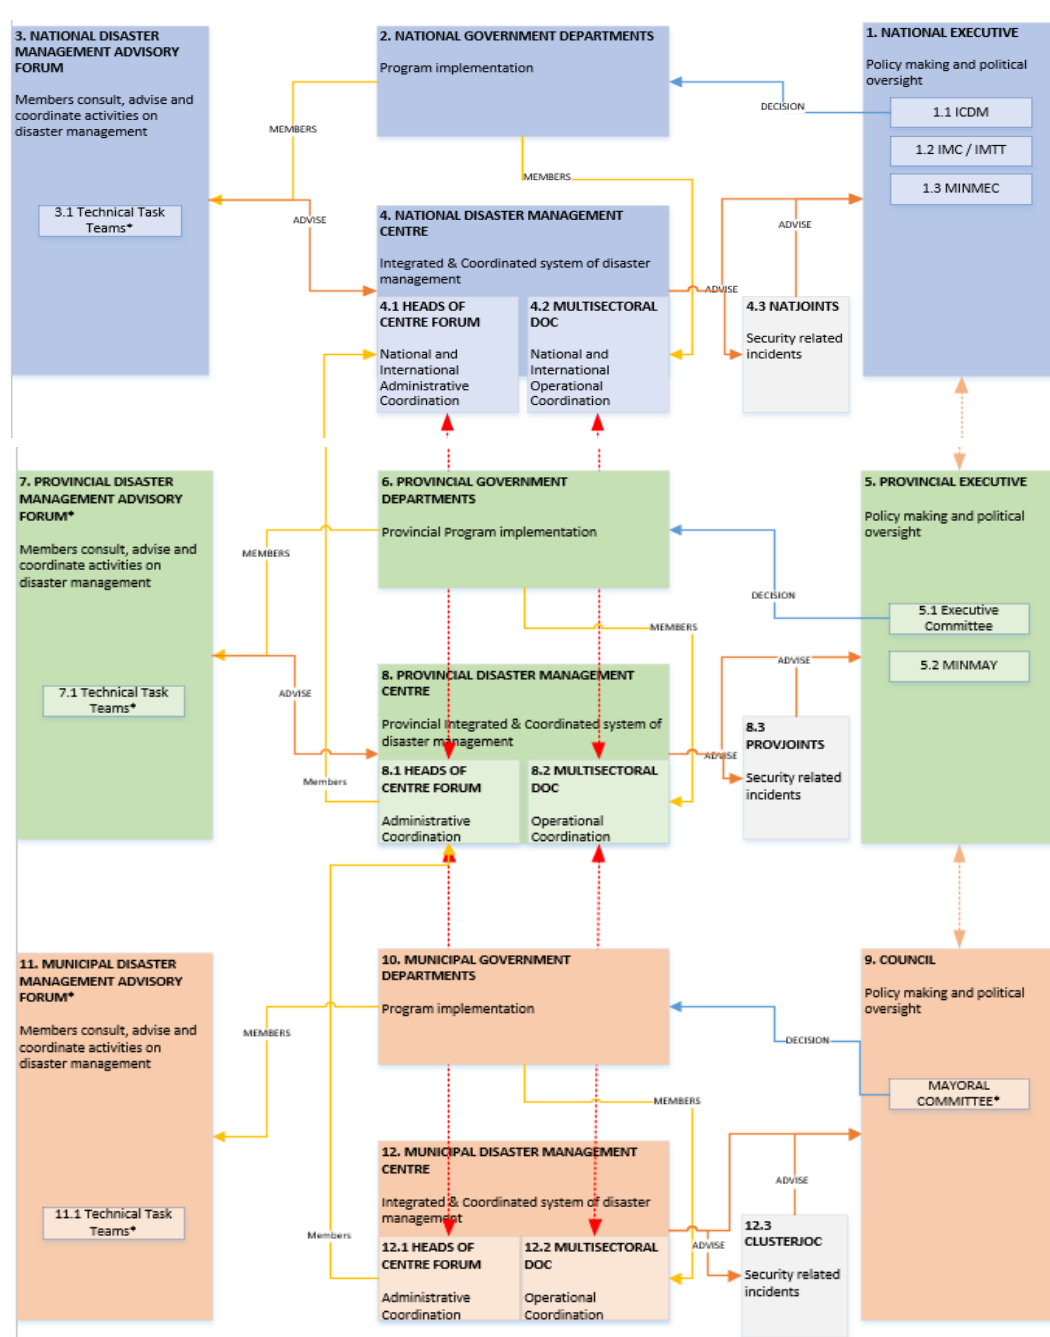 3. NATIONAL DISASTER
MANAGEMENT ADVISORY
FORUM
Members consult, advise and
coordinate activities on
disaster management
3.1 Technical Task
Teams*
2. NATIONAL GOVERNMENT DEPARTMENTS
Program implementation
1. NATIONAL EXECUTIVE
Policy making and political
oversight
1.1 ICDM
1.2 IMC / IMTT
1.3 MINMEC
DECISION
MEMBERS
MEMBERS
ADVISE
4. NATIONAL DISASTER MANAGEMENT
CENTRE
Integrated & Coordinated system of disaster
management
4.1 HEADS OF
CENTRE FORUM
National and
International
Administrative
Coordination
4.2 MULTISECTORAL
DOC
National and
International
Operational
Coordination
ADVISE
ADVISE
4.3 NATJOINTS
Security related
incidents
7. PROVINCIAL DISASTER
MANAGEMENT ADVISORY
FORUM*
Members consult, advise and
coordinate activities on
disaster management
7.1 Technical Task
Teams*
6. PROVINCIAL GOVERNMENT
DEPARTMENTS
Provincial Program implementation
5. PROVINCIAL EXECUTIVE
Policy making and political
oversight
5.1 Executive
Committee
5.2 MINMAY
MEMBERS
DECISION
MEMBERS
ADVISE
Members
8. PROVINCIAL DISASTER MANAGEMENT
CENTRE
Provincial Integrated & Coordinated system of
disaster management
8.1 HEADS OF
CENTRE FORUM
Administrative
Coordination
8.2 MULTISECTORAL
DOC
Operational
Coordination
ADVISE
ADVISE
8.3
PROVJOINTS
Security related
incidents
11. MUNICIPAL DISASTER
MANAGEMENT ADVISORY
FORUM*
Members consult, advise and
coordinate activities on
disaster management
11.1 Technical Task
Teams*
10. MUNICIPAL GOVERNMENT
DEPARTMENTS
Program implementation
9. COUNCIL
Policy making and political
oversight
MAYORAL
COMMITTEE*
MEMBERS
DECISION
MEMBERS
Members
12. MUNICIPAL DISASTER MANAGEMENT
CENTRE
Integrated & Coordinated system of disaster
management
12.1 HEADS OF
CENTRE FORUM
Administrative
Coordination
12.2 MULTISECTORAL
DOC
Operational
Coordination
ADVISE
ADVISE
12.3
CLUSTERJOC
Security related
incidents